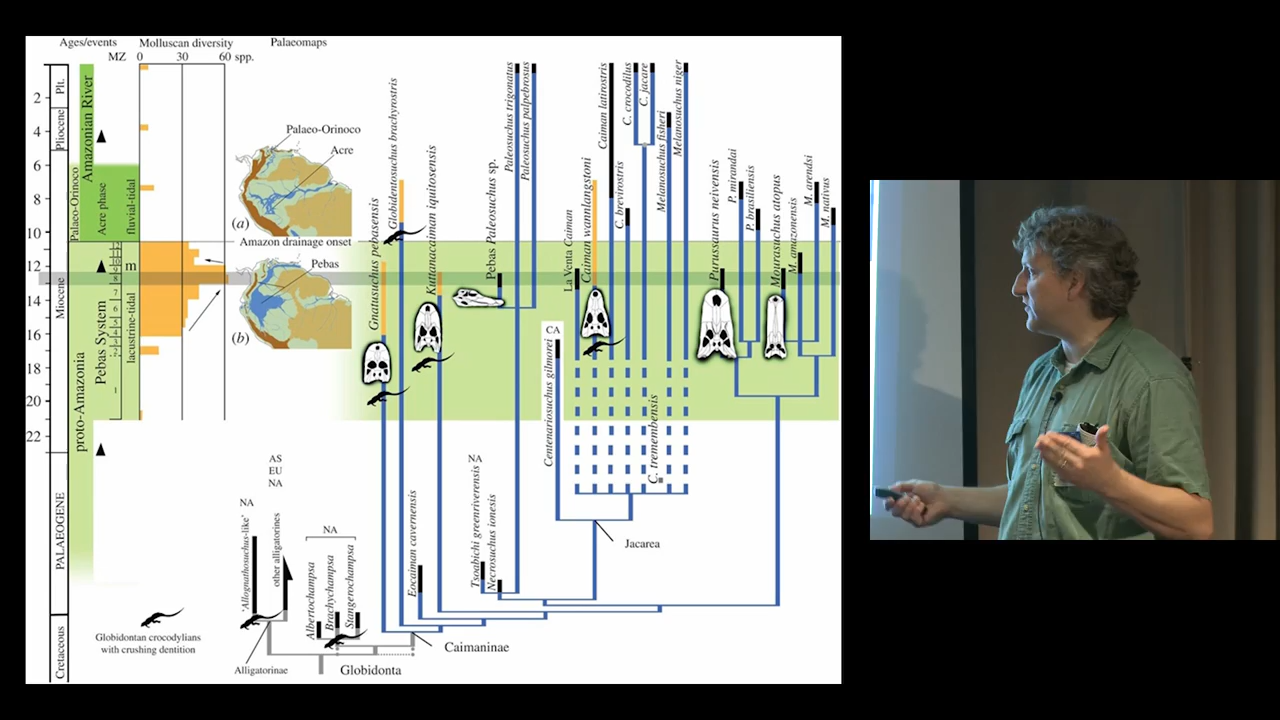 Ages/events
Molluscan diversity
Palaeomaps
MZ 0 30 60 spp.
2
4
6
8
10
12
14
16
18
20
22
Plt.
Pliocene
Miocene
PALAEOGENE
Cretaceous
Amazonian River
Palaeo-Orinoco
Acre phase
fluvial-tidal
proto-Amazonia
Pebas System
lacustrine-tidal
m
Palaeo-Orinoco
Acre
(a)
Amazon drainage onset
Pebas
(b)
Gnatusuchus pebasensis
Globidentosuchus brachyrostris
Kuttanacaiman iquitosensis
Pebas Paleosuchus sp.
Paleosuchus trigonatus
Paleosuchus palpebrosus
CA
Centenariosuchus gilmorei
La Venta Caiman
Caiman wannlangstoni
Caiman latirostris
C. brevirostris
C. crocodilus
C. jacare
C. tremembensis
Melanosuchus fisheri
Melanosuchus niger
Purussaurus neivensis
P. mirandai
P. brasiliensis
Mourasuchus atopus
M. amazonensis
M. arendsi
M. nativus
AS
EU
NA
NA
"Allognathosuchus-like"
other alligatorines
NA
Albertochampsa
Brachychampsa
Stangerochampsa
Eocaiman cavernensis
NA
Tsoabichi greenriverensis
Necrosuchus ionesis
Jacarea
Caimaninae
Globidonta
Alligatorinae
Globidontan crocodylians
with crushing dentition